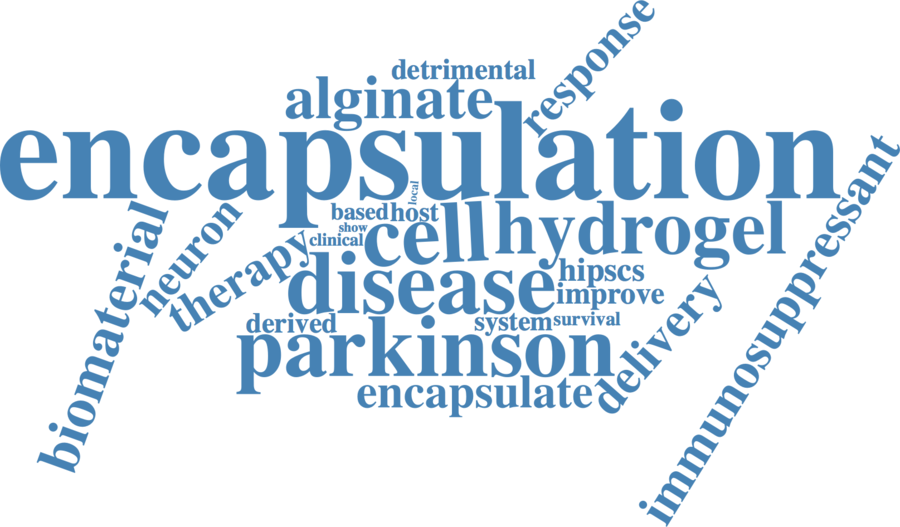 detrimental
response
alginate
encapsulation
local
based host
show
clinical
cell
hydrogel
immunosuppressant
biomaterial
neuron
therapy
disease
hipscs
improve
delivery
derived
system survival
parkinson
encapsulate